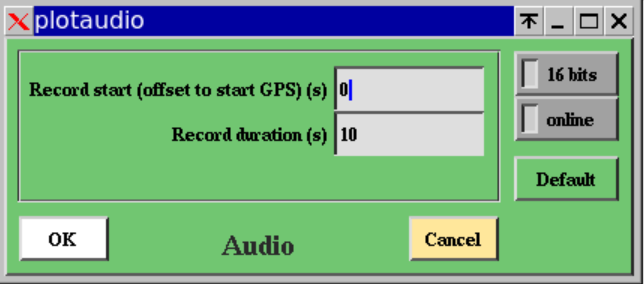 plotaudio
Record start (offset to start GPS) (s) 0
16 bits
Record duration (s) 10
online
Default
OK
Audio
Cancel